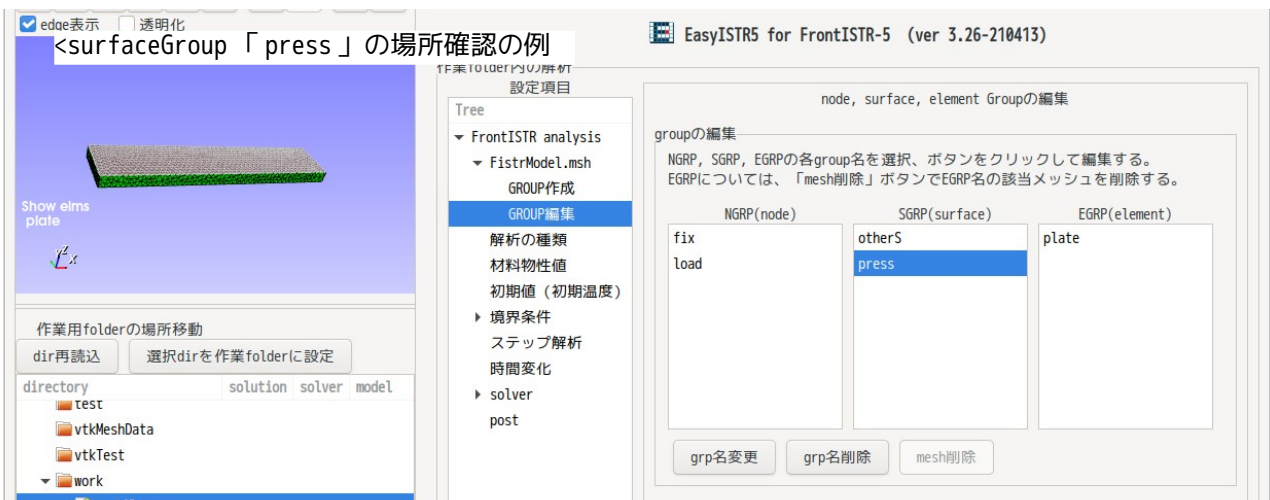 edge表示 透明化
<surfaceGroup「press」の場所確認の例
EasyISTR5 for FrontISTR-5 (ver 3.26-210413)
作業folder内の解析
設定項目
Tree
FrontISTR analysis
FistrModel.msh
GROUP作成
GROUP編集
解析の種類
材料物性値
初期値(初期温度)
境界条件
ステップ解析
時間変化
solver
post
node, surface, element Groupの編集
groupの編集
NGRP, SGRP, EGRPの各group名を選択、ボタンをクリックして編集する。
EGRPについては、「mesh削除」ボタンでEGRP名の該当メッシュを削除する。
NGRP(node) SGRP(surface) EGRP(element)
fix otherS plate
load press
grp名変更 grp名削除 mesh削除
Show elms
plate
Z
Y X
作業用folderの場所移動
dir再読込 選択dirを作業folderに設定
directory solution solver model
test
vtkMeshData
vtkTest
work